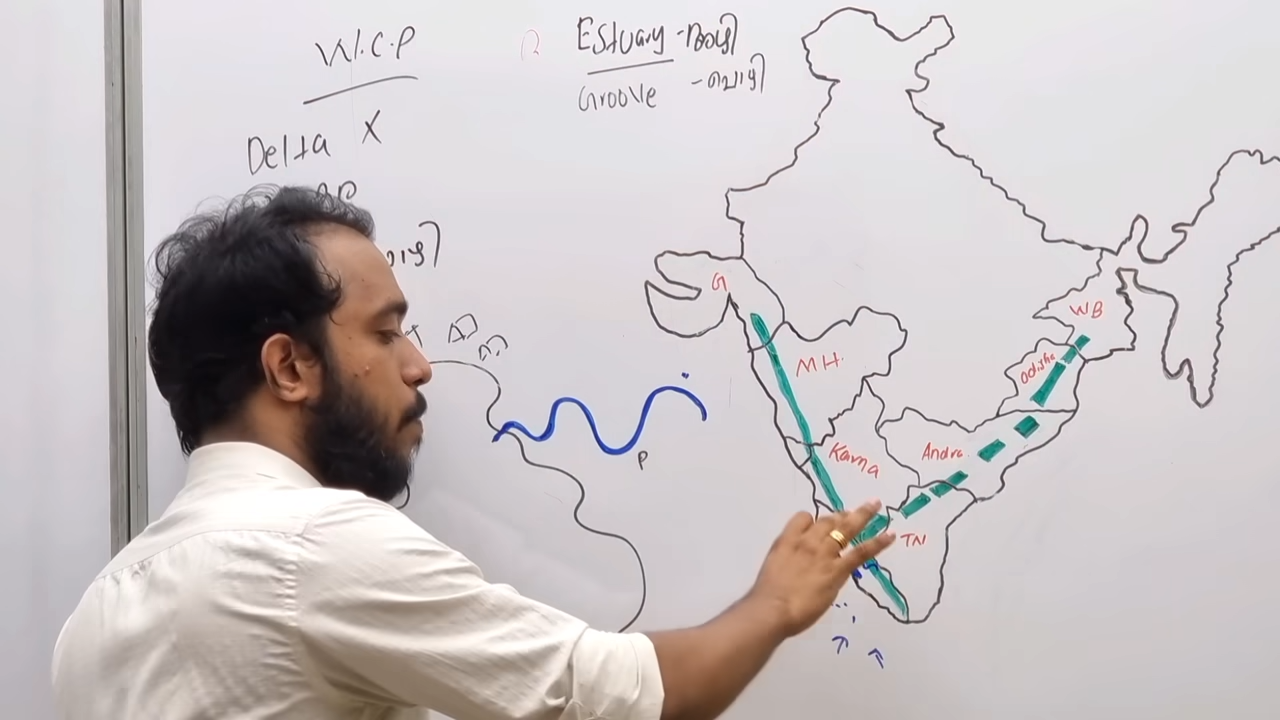 W.C.P
Delta X
Estuary - അഴി
Groove - പൊഴി
G
MH.
Karna
Andra.
Odisha
WB
TN
P